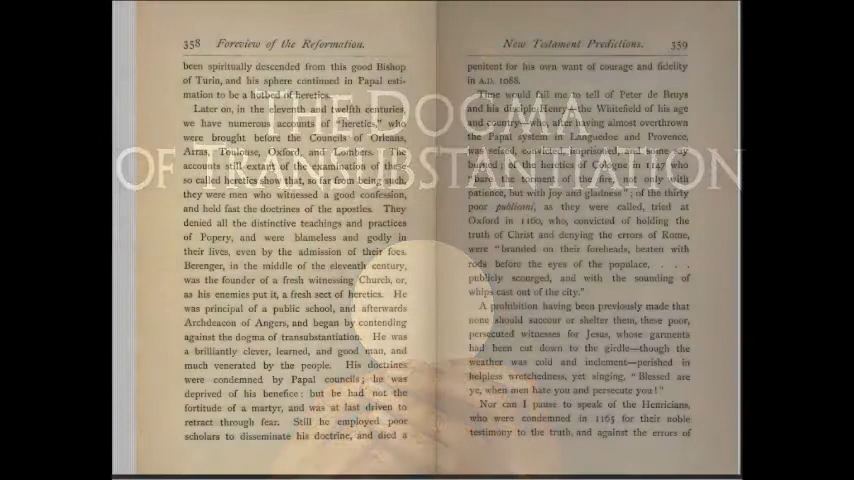 358 Foreview of the Reformation.
been spiritually descended from this good Bishop
of Turin, and his sphere continued in Papal esti-
mation to be a hotbed of heretics.
Later on, in the eleventh and twelfth centuries,
we have numerous accounts of "heretics," who
were brought before the Councils of Orleans,
Arras, Toulouse, Oxford, and Lombers. The
accounts still extant of the examination of these
so called heretics show that, so far from being such,
they were men who witnessed a good confession,
and held fast the doctrines of the apostles. They
denied all the distinctive teachings and practices
of Popery, and were blameless and godly in
their lives, even by the admission of their foes.
Berenger, in the middle of the eleventh century,
was the founder of a fresh witnessing Church, or,
as his enemies put it, a fresh sect of heretics. He
was principal of a public school, and afterwards
Archdeacon of Angers, and began by contending
against the dogma of transubstantiation. He was
a brilliantly clever, learned, and good man, and
much venerated by the people. His doctrines
were condemned by Papal councils; he was
deprived of his benefice: but he had not the
fortitude of a martyr, and was at last driven to
retract through fear. Still he employed poor
scholars to disseminate his doctrine, and died a
New Testament Predictions. 359
penitent for his own want of courage and fidelity
in A.D. 1088.
Time would fail me to tell of Peter de Bruys
and his disciple Henry, the Whitefield of his age
and country—who, after having almost overthrown
the Papal system in Languedoc and Provence,
was seized, convicted, imprisoned, and some say
burned; of the heretics of Cologne in 1147 who
"bare the torment of the fire not only with
patience, but with joy and gladness"; of the thirty
poor publicani, as they were called, tried at
Oxford in 1160, who, convicted of holding the
truth of Christ and denying the errors of Rome,
were "branded on their foreheads, beaten with
rods before the eyes of the populace, . . .
publicly scourged, and with the sounding of
whips cast out of the city."
A prohibition having been previously made that
none should succour or shelter them, these poor,
persecuted witnesses for Jesus, whose garments
had been cut down to the girdle—though the
weather was cold and inclement—perished in
helpless wretchedness, yet singing, "Blessed are
ye, when men hate you and persecute you!"
Nor can I pause to speak of the Henricians,
who were condemned in 1165 for their noble
testimony to the truth, and against the errors of
THE DOGMA
OF TRANSUBSTANTIATION